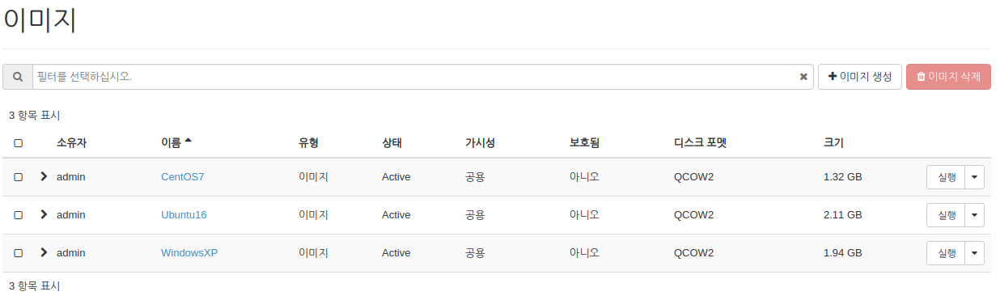 이미지
필터를 선택하십시오. 이미지 생성 이미지 삭제
3 항목 표시
소유자 이름 유형 상태 가시성 보호됨 디스크 포멧 크기
admin CentOS7 이미지 Active 공용 아니오 QCOW2 1.32 GB 실행
admin Ubuntu16 이미지 Active 공용 아니오 QCOW2 2.11 GB 실행
admin WindowsXP 이미지 Active 공용 아니오 QCOW2 1.94 GB 실행
3 항목 표시